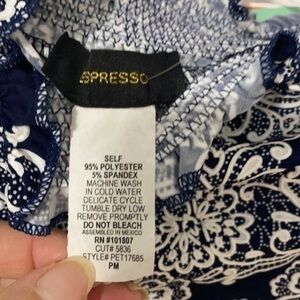 ESPRESSO
SELF
95% POLYESTER
5% SPANDEX
MACHINE WASH
IN COLD WATER
DELICATE CYCLE
TUMBLE DRY LOW
REMOVE PROMPTLY
DO NOT BLEACH
ASSEMBLED IN MEXICO
RN #101807
CUT# 5836
STYLE# PET17685
PM